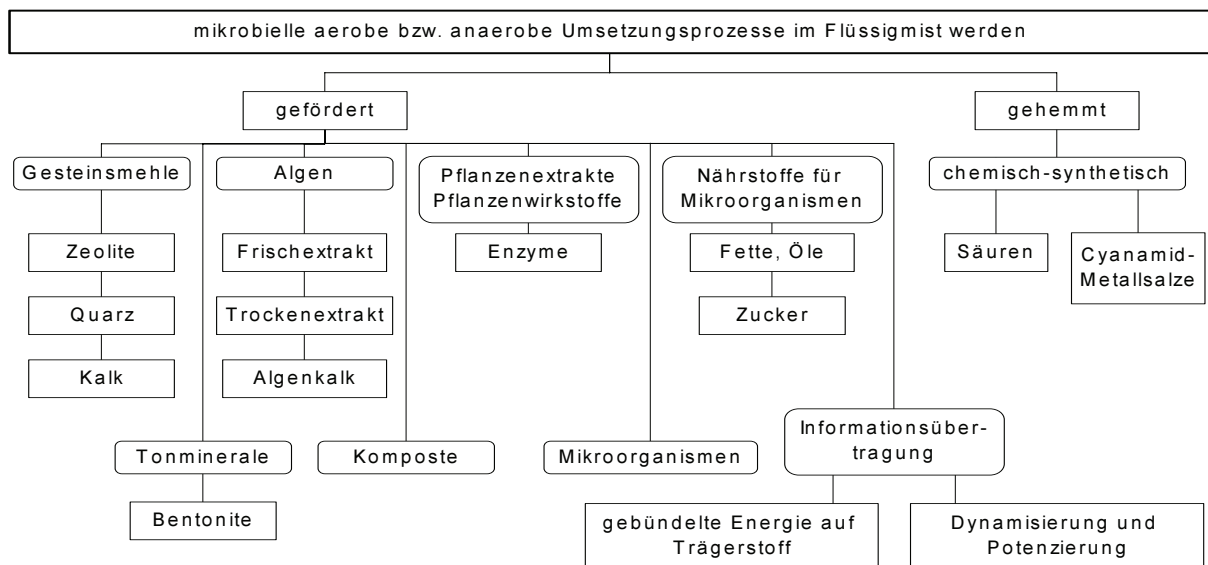 mikrobielle aerobe bzw. anaerobe Umsetzungsprozesse im Flüssigmist werden
gefördert
gehemmt
Gesteinsmehle
Algen
Pflanzenextrakte
Pflanzenwirkstoffe
Nährstoffe für
Mikroorganismen
chemisch-synthetisch
Zeolite
Frischextrakt
Enzyme
Fette, Öle
Säuren
Cyanamid-
Metallsalze
Quarz
Trockenextrakt
Zucker
Kalk
Algenkalk
Tonminerale
Komposte
Mikroorganismen
Informationsüber-
tragung
Bentonite
gebündelte Energie auf
Trägerstoff
Dynamisierung und
Potenzierung